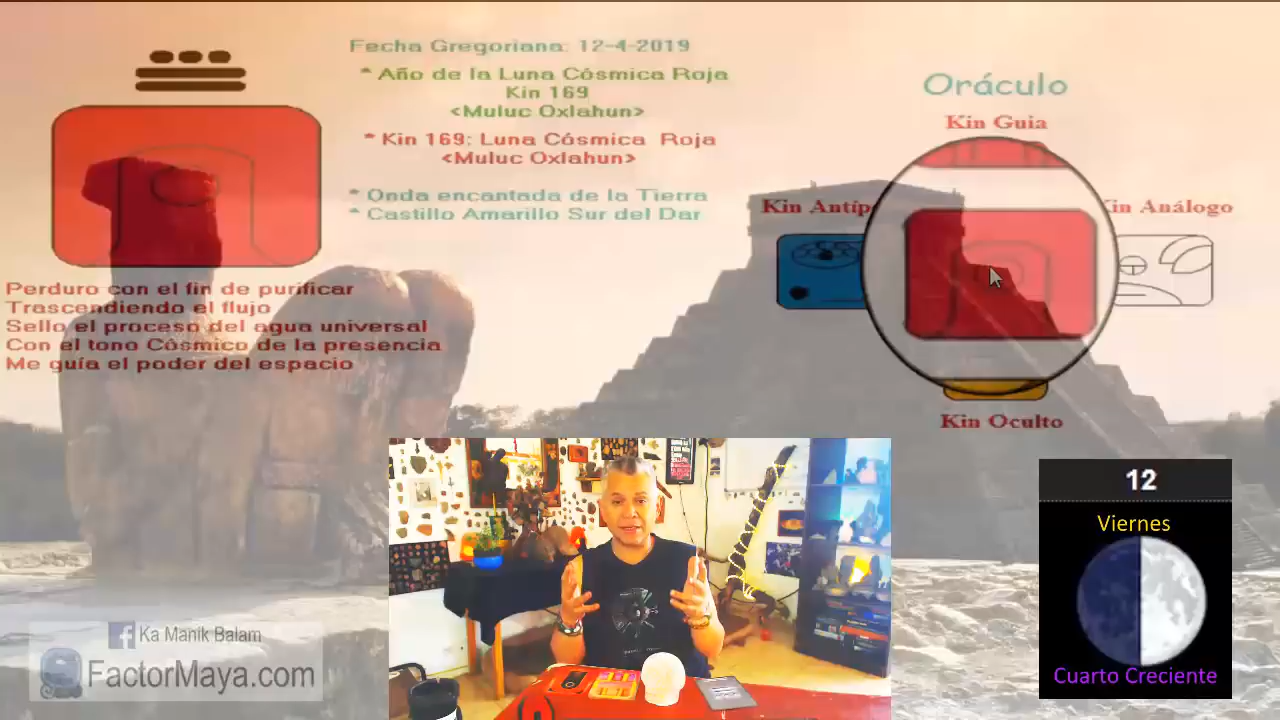 Fecha Gregoriana: 12-4-2019
* Año de la Luna Cósmica Roja
Kin 169
<Muluc Oxlahun>
* Kin 169: Luna Cósmica Roja
<Muluc Oxlahun>
* Onda encantada de la Tierra
* Castillo Amarillo Sur del Dar
Perduro con el fin de purificar
Trascendiendo el flujo
Sello el proceso del agua universal
Con el tono Cósmico de la presencia
Me guía el poder del espacio
Oráculo
Kin Guia
Kin Antíp
in Análogo
Kin Oculto
12
Viernes
Cuarto Creciente
f Ka Manik Balam
FactorMaya.com